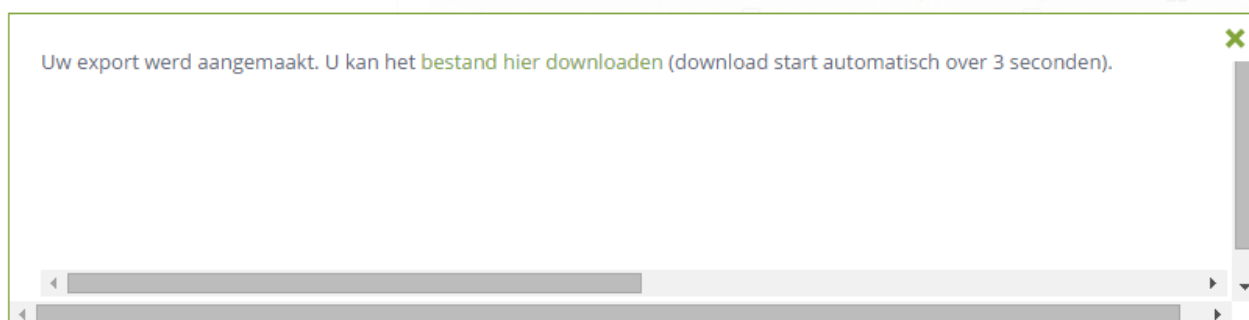 Uw export werd aangemaakt. U kan het bestand hier downloaden (download start automatisch over 3 seconden).